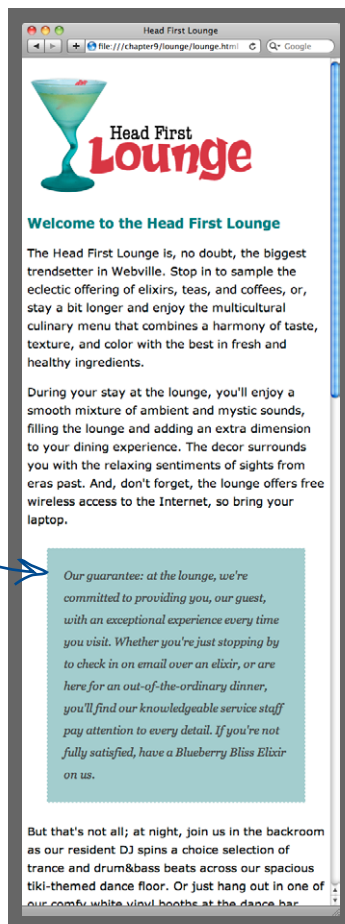 Head First Lounge
file:///chapter9/lounge/lounge.html
Google
Head First
Lounge
Welcome to the Head First Lounge
The Head First Lounge is, no doubt, the biggest
trendsetter in Webville. Stop in to sample the
eclectic offering of elixirs, teas, and coffees, or,
stay a bit longer and enjoy the multicultural
culinary menu that combines a harmony of taste,
texture, and color with the best in fresh and
healthy ingredients.
During your stay at the lounge, you'll enjoy a
smooth mixture of ambient and mystic sounds,
filling the lounge and adding an extra dimension
to your dining experience. The decor surrounds
you with the relaxing sentiments of sights from
eras past. And, don't forget, the lounge offers free
wireless access to the Internet, so bring your
laptop.
Our guarantee: at the lounge, we're
committed to providing you, our guest,
with an exceptional experience every time
you visit. Whether you're just stopping by
to check in on email over an elixir, or are
here for an out-of-the-ordinary dinner,
you'll find our knowledgeable service staff
pay attention to every detail. If you're not
fully satisfied, have a Blueberry Bliss Elixir
on us.
But that's not all; at night, join us in the backroom
as our resident DJ spins a choice selection of
trance and drum&bass beats across our spacious
tiki-themed dance floor. Or just hang out in one of
our comfy white vinyl booths at the dance bar.